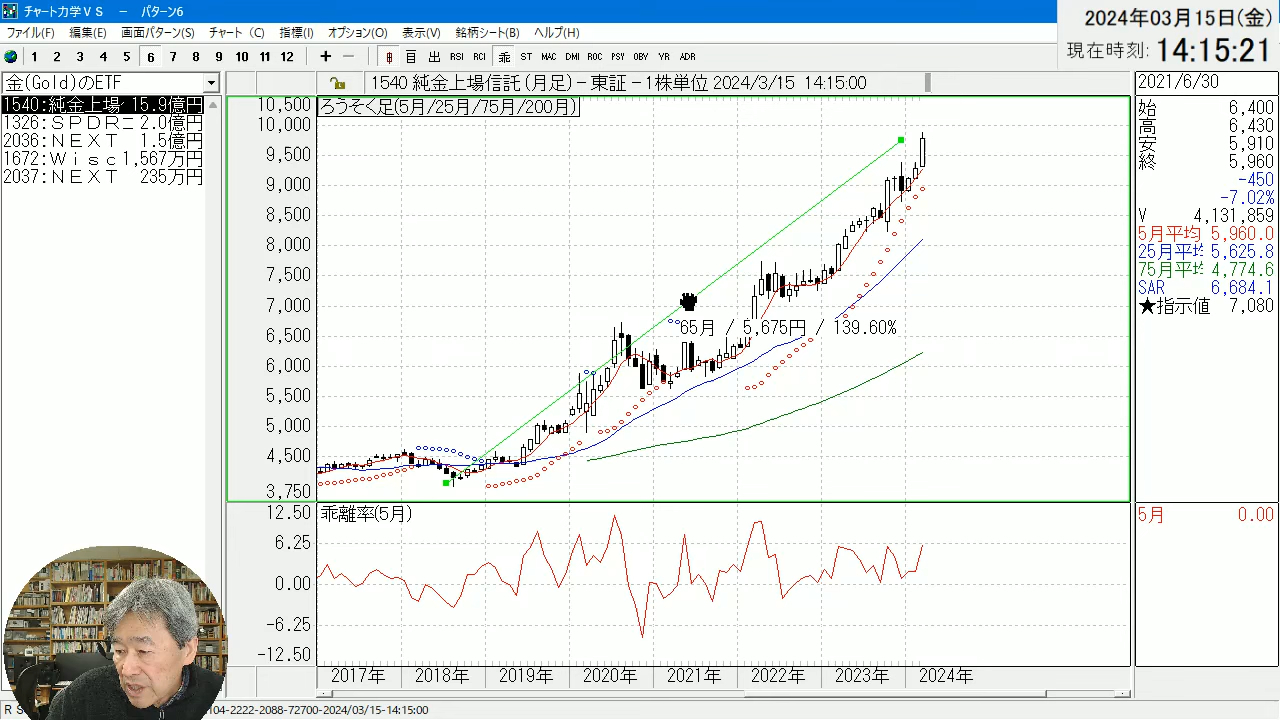 チャート力学VS － パターン6
2024年03月15日(金)
現在時刻: 14:15:21
ファイル(F) 編集(E) 画面パターン(S) チャート (C) 指標(I) オプション(O) 表示(V) 銘柄シート(B) ヘルプ(H)
1 2 3 4 5 6 7 8 9 10 11 12 + － 日 出 RSI RCI 乖 ST MAC DMI ROC PSY OBV YR ADR
金(Gold)のETF
1540 純金上場信託 (月足) － 東証 － 1株単位 2024/3/15 14:15:00
2021/6/30
1540:純金上場 15.9億円
1326:ＳＰＤＲ 2.0億円
2036:ＮＥＸＴ 1.5億円
1672:Ｗｉｓｃ1,567万円
2037:ＮＥＸＴ 235万円
ろうそく足(5月/25月/75月/200月)
10,500
10,000
9,500
9,000
8,500
8,000
7,500
7,000
6,500
6,000
5,500
5,000
4,500
3,750
65月 / 5,675円 / 139.60%
始 6,400
高 6,430
安 5,910
終 5,960
-450
-7.02%
V 4,131,859
5月平均 5,960.0
25月平均 5,625.8
75月平均 4,774.6
SAR 6,684.1
★指示値 7,080
乖離率(5月)
12.50
6.25
0.00
-6.25
-12.50
5月 0.00
2017年 2018年 2019年 2020年 2021年 2022年 2023年 2024年
R S
104-2222-2088-72700-2024/03/15-14:15:00